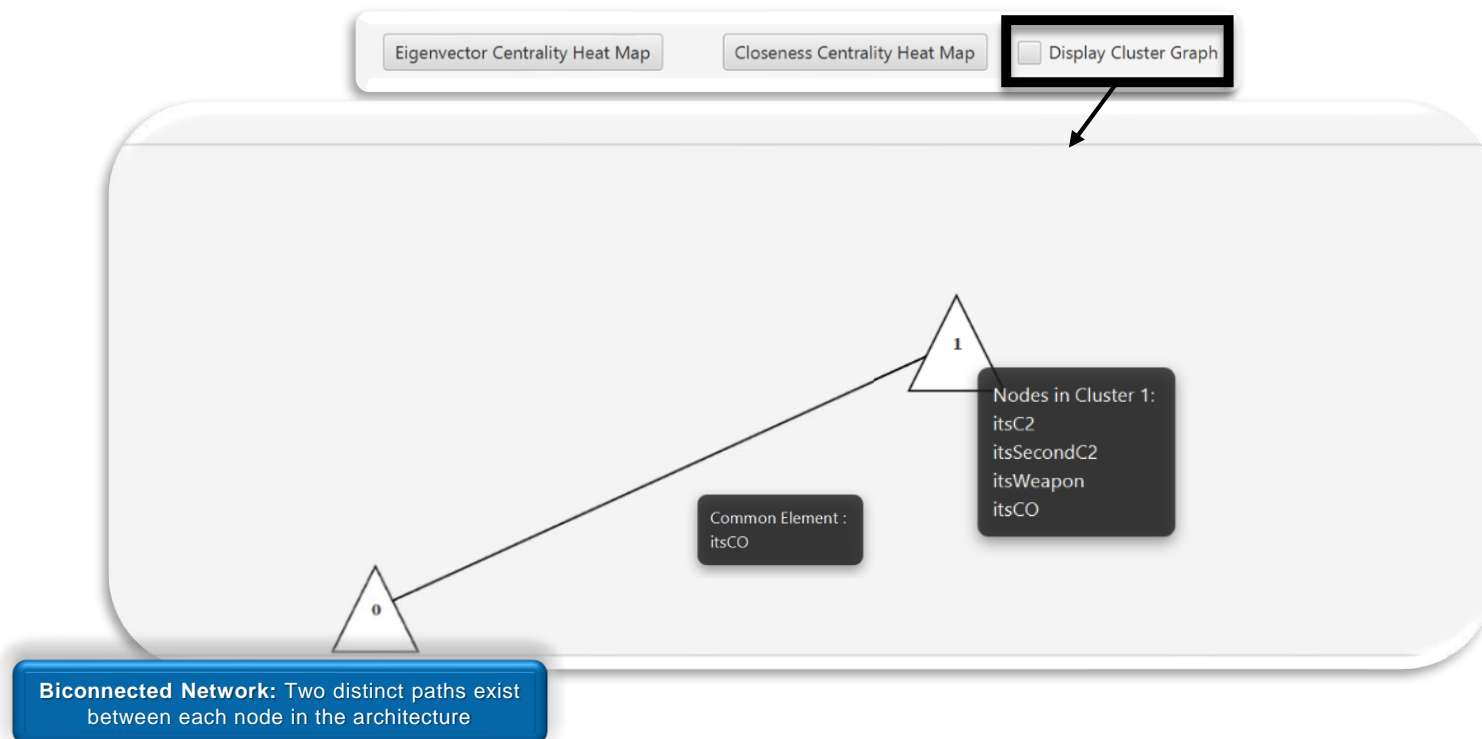 Eigenvector Centrality Heat Map
Closeness Centrality Heat Map
Display Cluster Graph
1
Nodes in Cluster 1:
itsC2
itsSecondC2
itsWeapon
itsCO
Common Element :
itsCO
0
Biconnected Network: Two distinct paths exist
between each node in the architecture